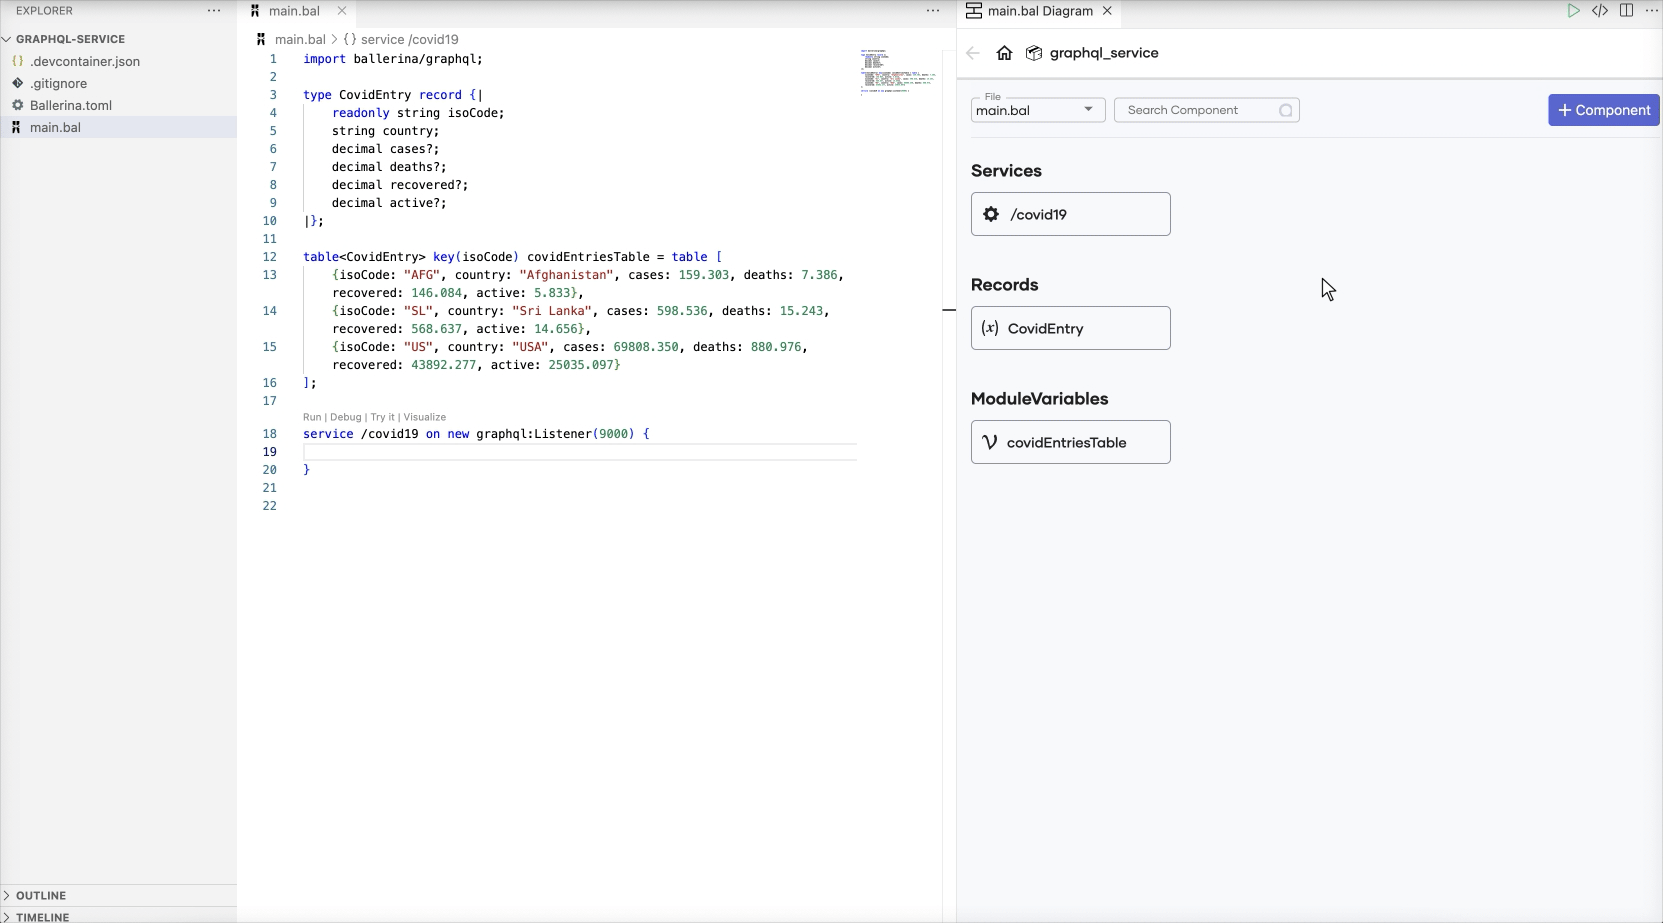 EXPLORER
GRAPHQL-SERVICE
.devcontainer.json
.gitignore
Ballerina.toml
main.bal
OUTLINE
TIMELINE
main.bal
main.bal > {} service /covid19
1 import ballerina/graphql;
2
3 type CovidEntry record {|
4 readonly string isoCode;
5 string country;
6 decimal cases?;
7 decimal deaths?;
8 decimal recovered?;
9 decimal active?;
10 |};
11
12 table<CovidEntry> key(isoCode) covidEntriesTable = table [
13 {isoCode: "AFG", country: "Afghanistan", cases: 159.303, deaths: 7.386,
recovered: 146.084, active: 5.833},
14 {isoCode: "SL", country: "Sri Lanka", cases: 598.536, deaths: 15.243,
recovered: 568.637, active: 14.656},
15 {isoCode: "US", country: "USA", cases: 69808.350, deaths: 880.976,
recovered: 43892.277, active: 25035.097}
16 ];
17
Run | Debug | Try it | Visualize
18 service /covid19 on new graphql:Listener(9000) {
19
20 }
21
22
main.bal Diagram
graphql_service
File
main.bal
Search Component
+ Component
Services
/covid19
Records
(x) CovidEntry
ModuleVariables
covidEntriesTable